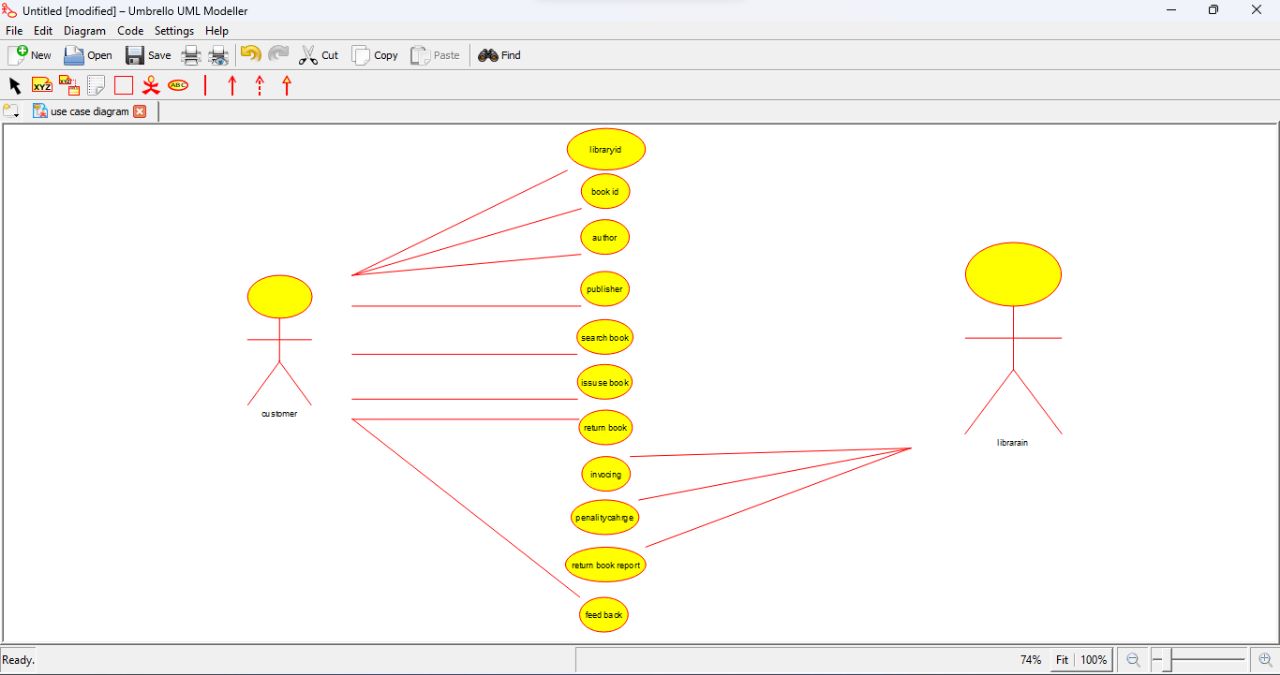 Untitled [modified] – Umbrello UML Modeller
File Edit Diagram Code Settings Help
New Open Save Cut Copy Paste Find
XYZ XYZ ABC
use case diagram
libraryid
book id
author
publisher
search book
issuse book
return book
invocing
penalitycahrge
return book report
feed back
customer
librarain
Ready. 74% Fit 100%